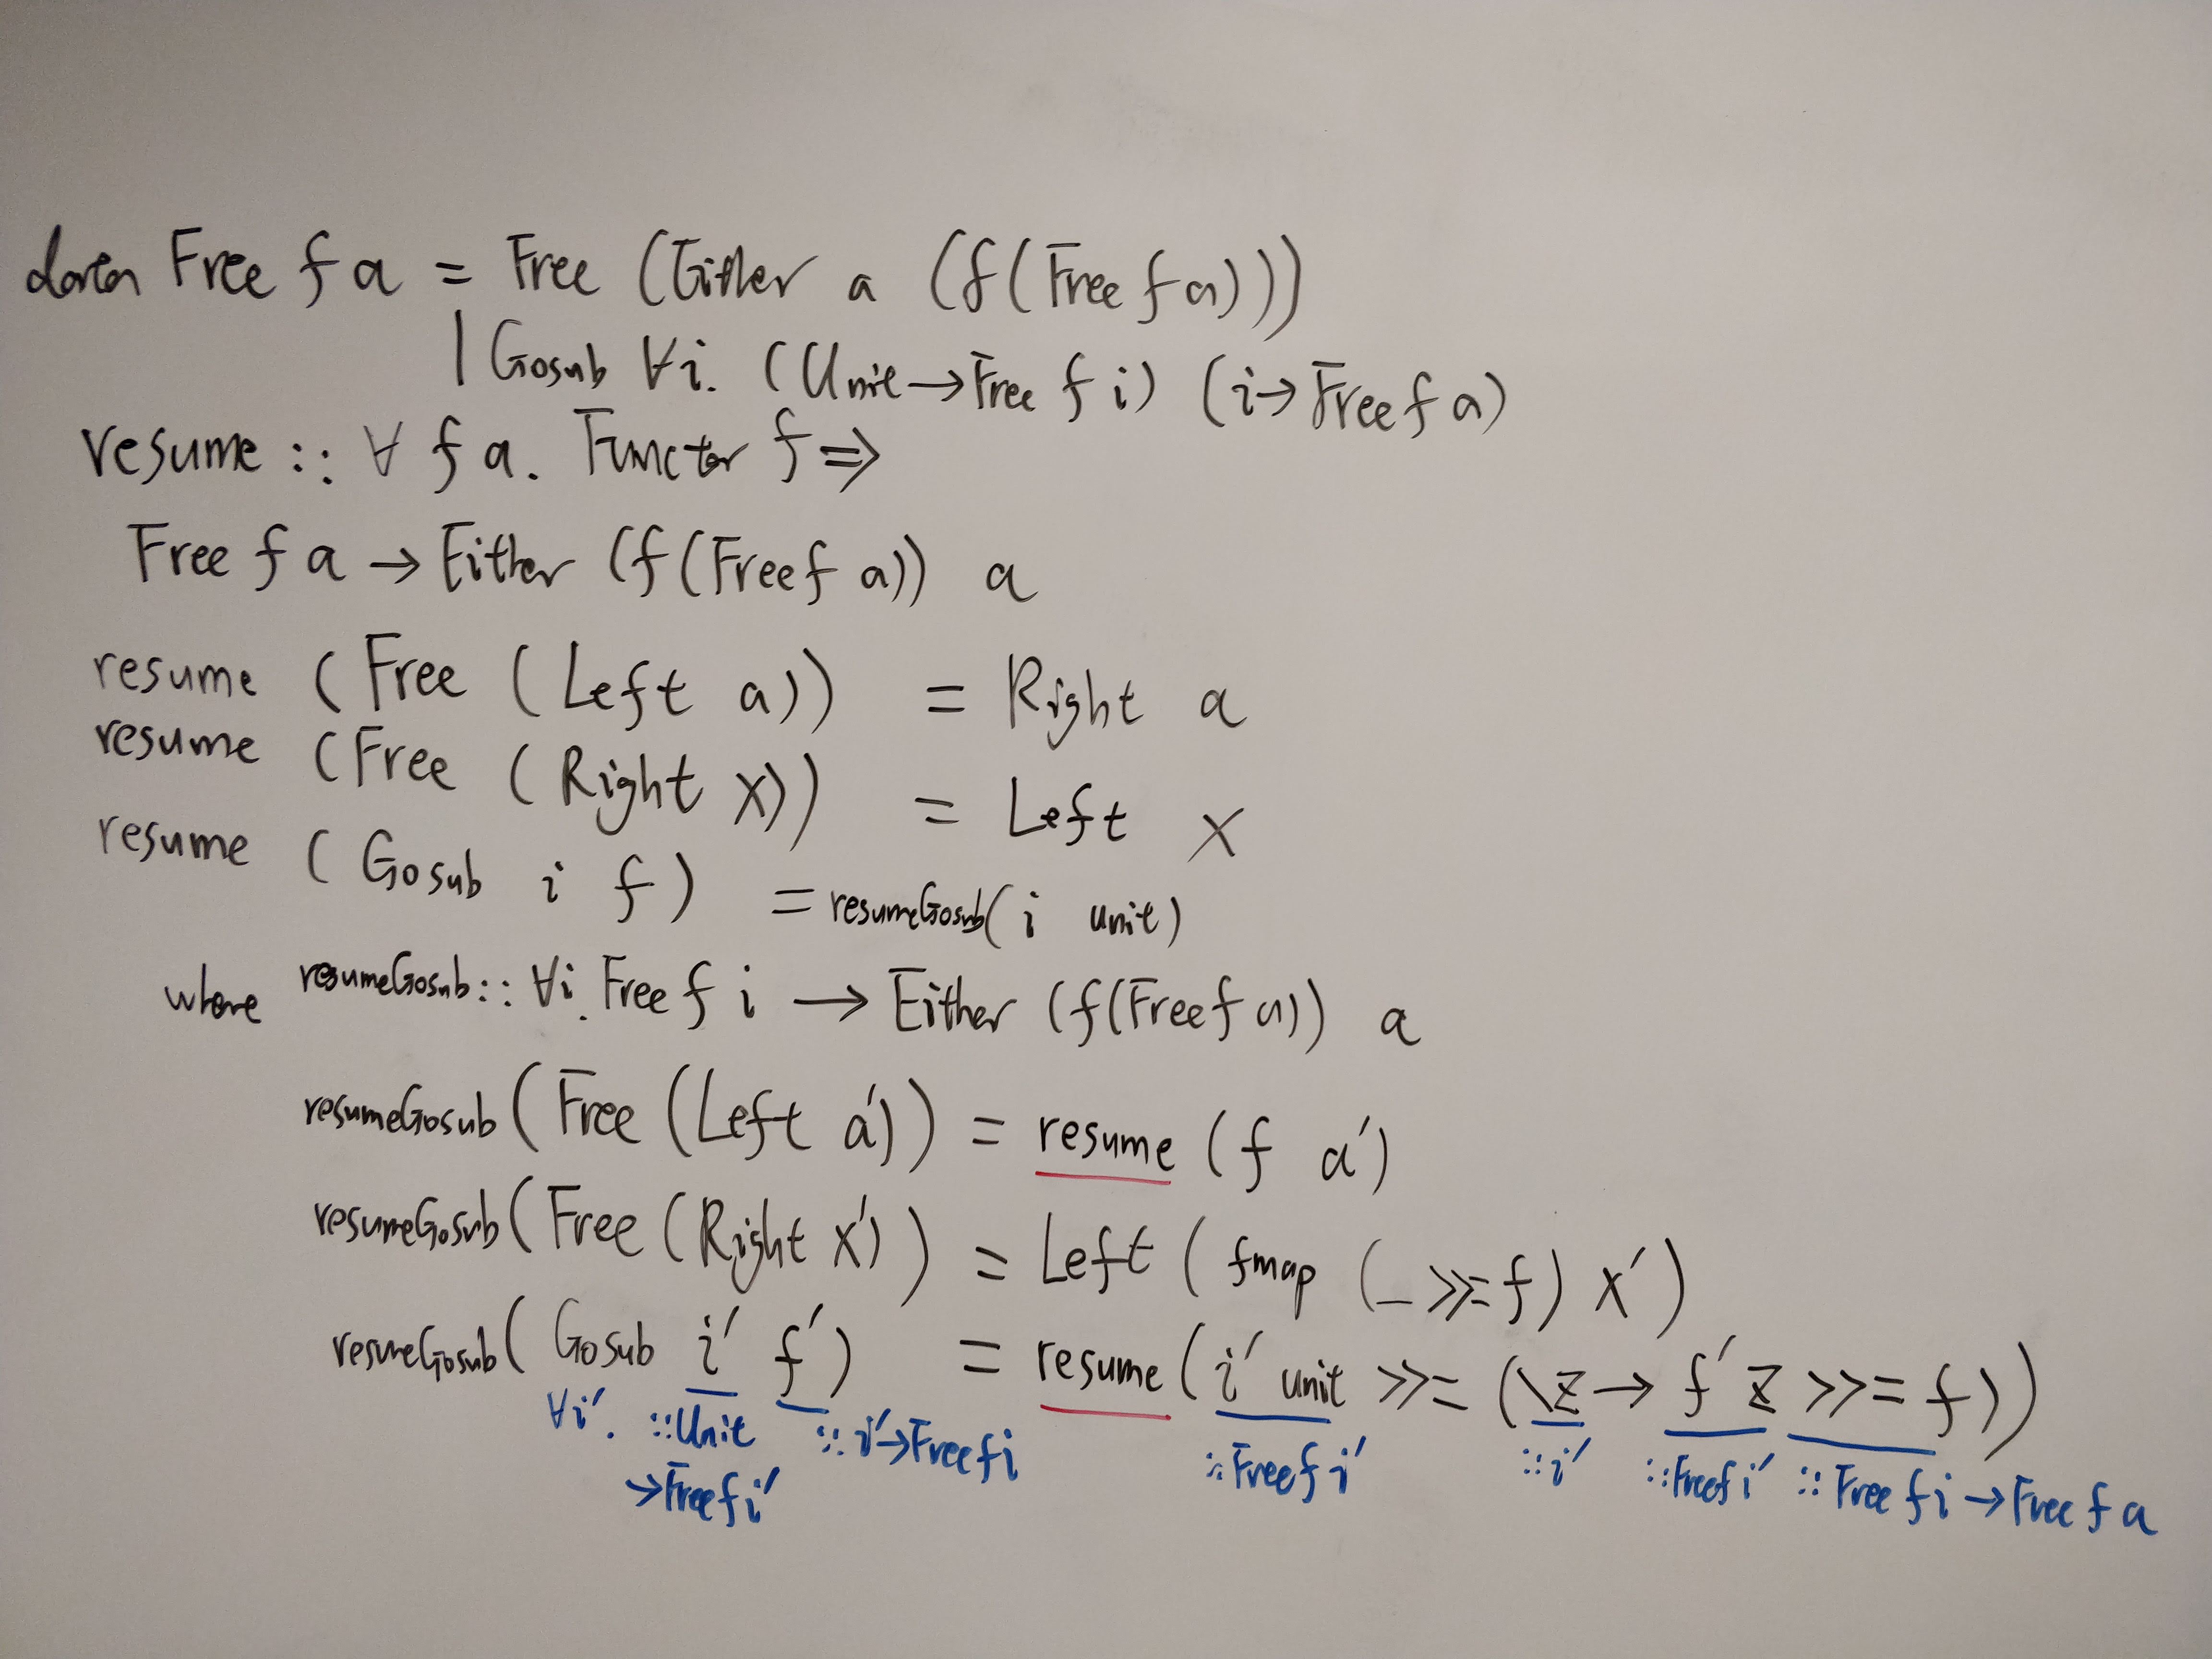 data Free f a = Free (Either a (f (Free f a)))
| Gosub ∀i. (Unit → Free f i) (i → Free f a)
resume :: ∀ f a. Functor f ⇒
Free f a → Either (f (Free f a)) a
resume (Free (Left a)) = Right a
resume (Free (Right x)) = Left x
resume (Gosub i f) = resumeGosub (i unit)
where resumeGosub :: ∀i. Free f i → Either (f (Free f a)) a
resumeGosub (Free (Left a')) = resume (f a')
resumeGosub (Free (Right x')) = Left (fmap (_ >>= f) x')
resumeGosub (Gosub i' f') = resume (i' unit >>= (\z → f' z >>= f))
∀i'. :: Unit :: i' → Free f i :: Free f i' :: i' :: Free f i' :: Free f i → Free f a
→ Free f i'